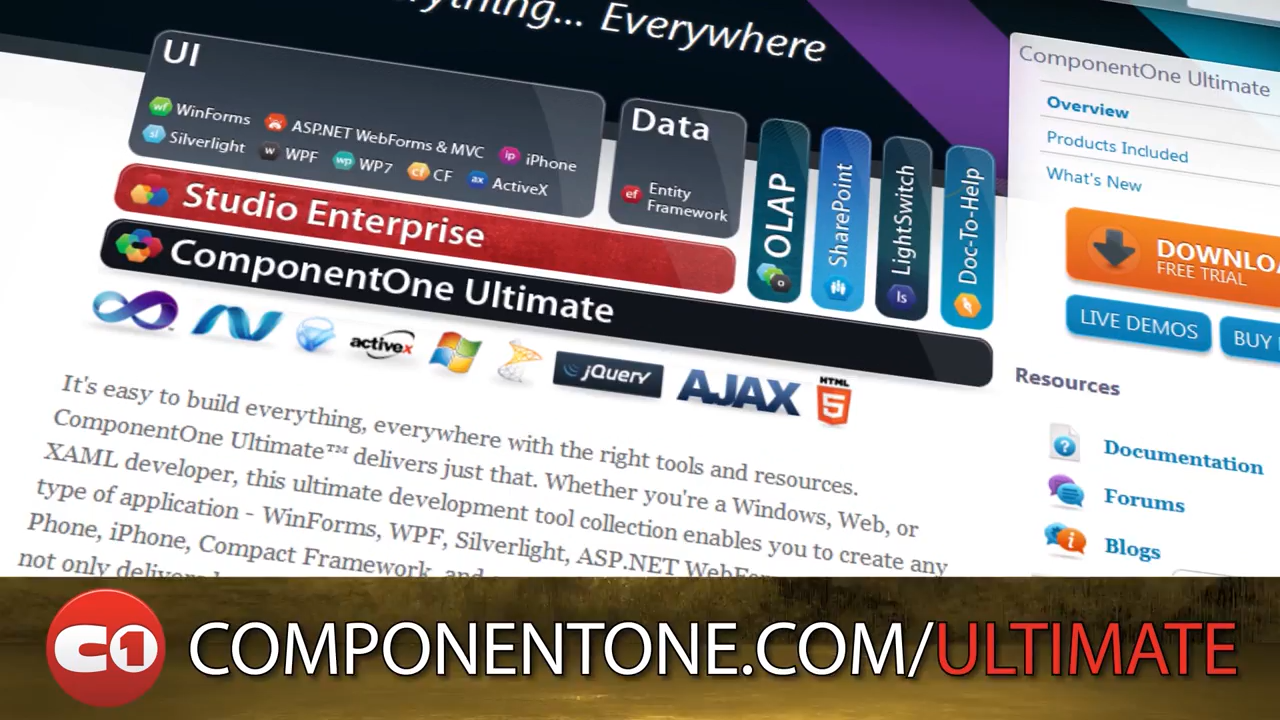 everything... Everywhere
UI
WinForms
ASP.NET WebForms & MVC
iPhone
Silverlight
WPF
WP7
CF
ActiveX
Data
Entity
Framework
OLAP
SharePoint
LightSwitch
Doc-To-Help
Studio Enterprise
ComponentOne Ultimate
activex
jQuery
AJAX
HTML
5
It's easy to build everything, everywhere with the right tools and resources.
ComponentOne Ultimate™ delivers just that. Whether you're a Windows, Web, or
XAML developer, this ultimate development tool collection enables you to create any
type of application - WinForms, WPF, Silverlight, ASP.NET WebFor
Phone, iPhone, Compact Framework, and
not only deliver
ComponentOne Ultimate
Overview
Products Included
What's New
DOWNLOA
FREE TRIAL
LIVE DEMOS
BUY
Resources
Documentation
Forums
Blogs
C1
COMPONENTONE.COM/ULTIMATE